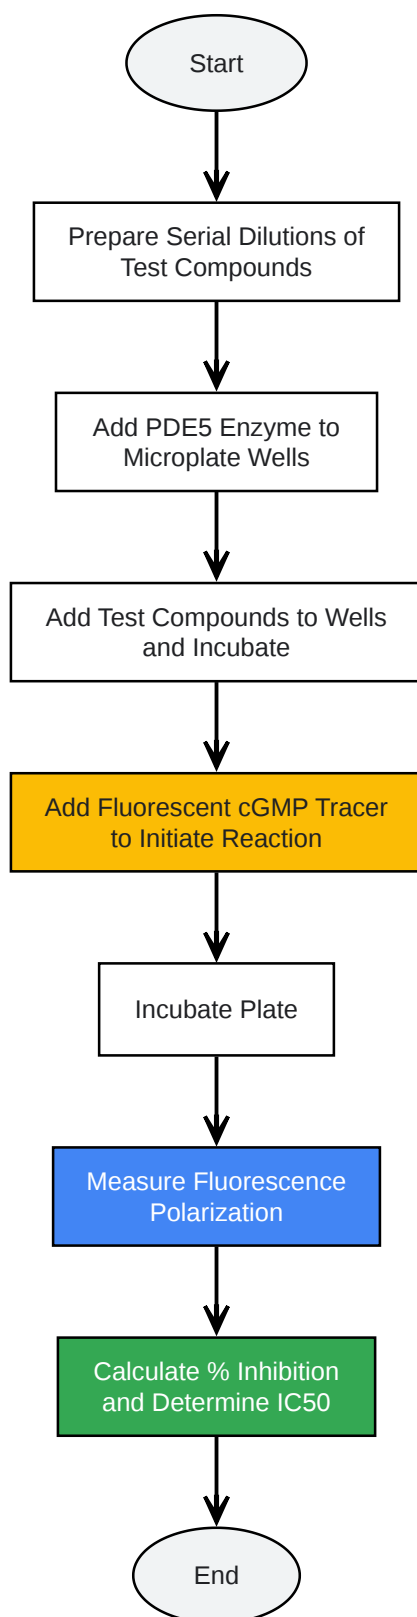 Start
Prepare Serial Dilutions of
Test Compounds
Add PDE5 Enzyme to
Microplate Wells
Add Test Compounds to Wells
and Incubate
Add Fluorescent cGMP Tracer
to Initiate Reaction
Incubate Plate
Measure Fluorescence
Polarization
Calculate % Inhibition
and Determine IC50
End